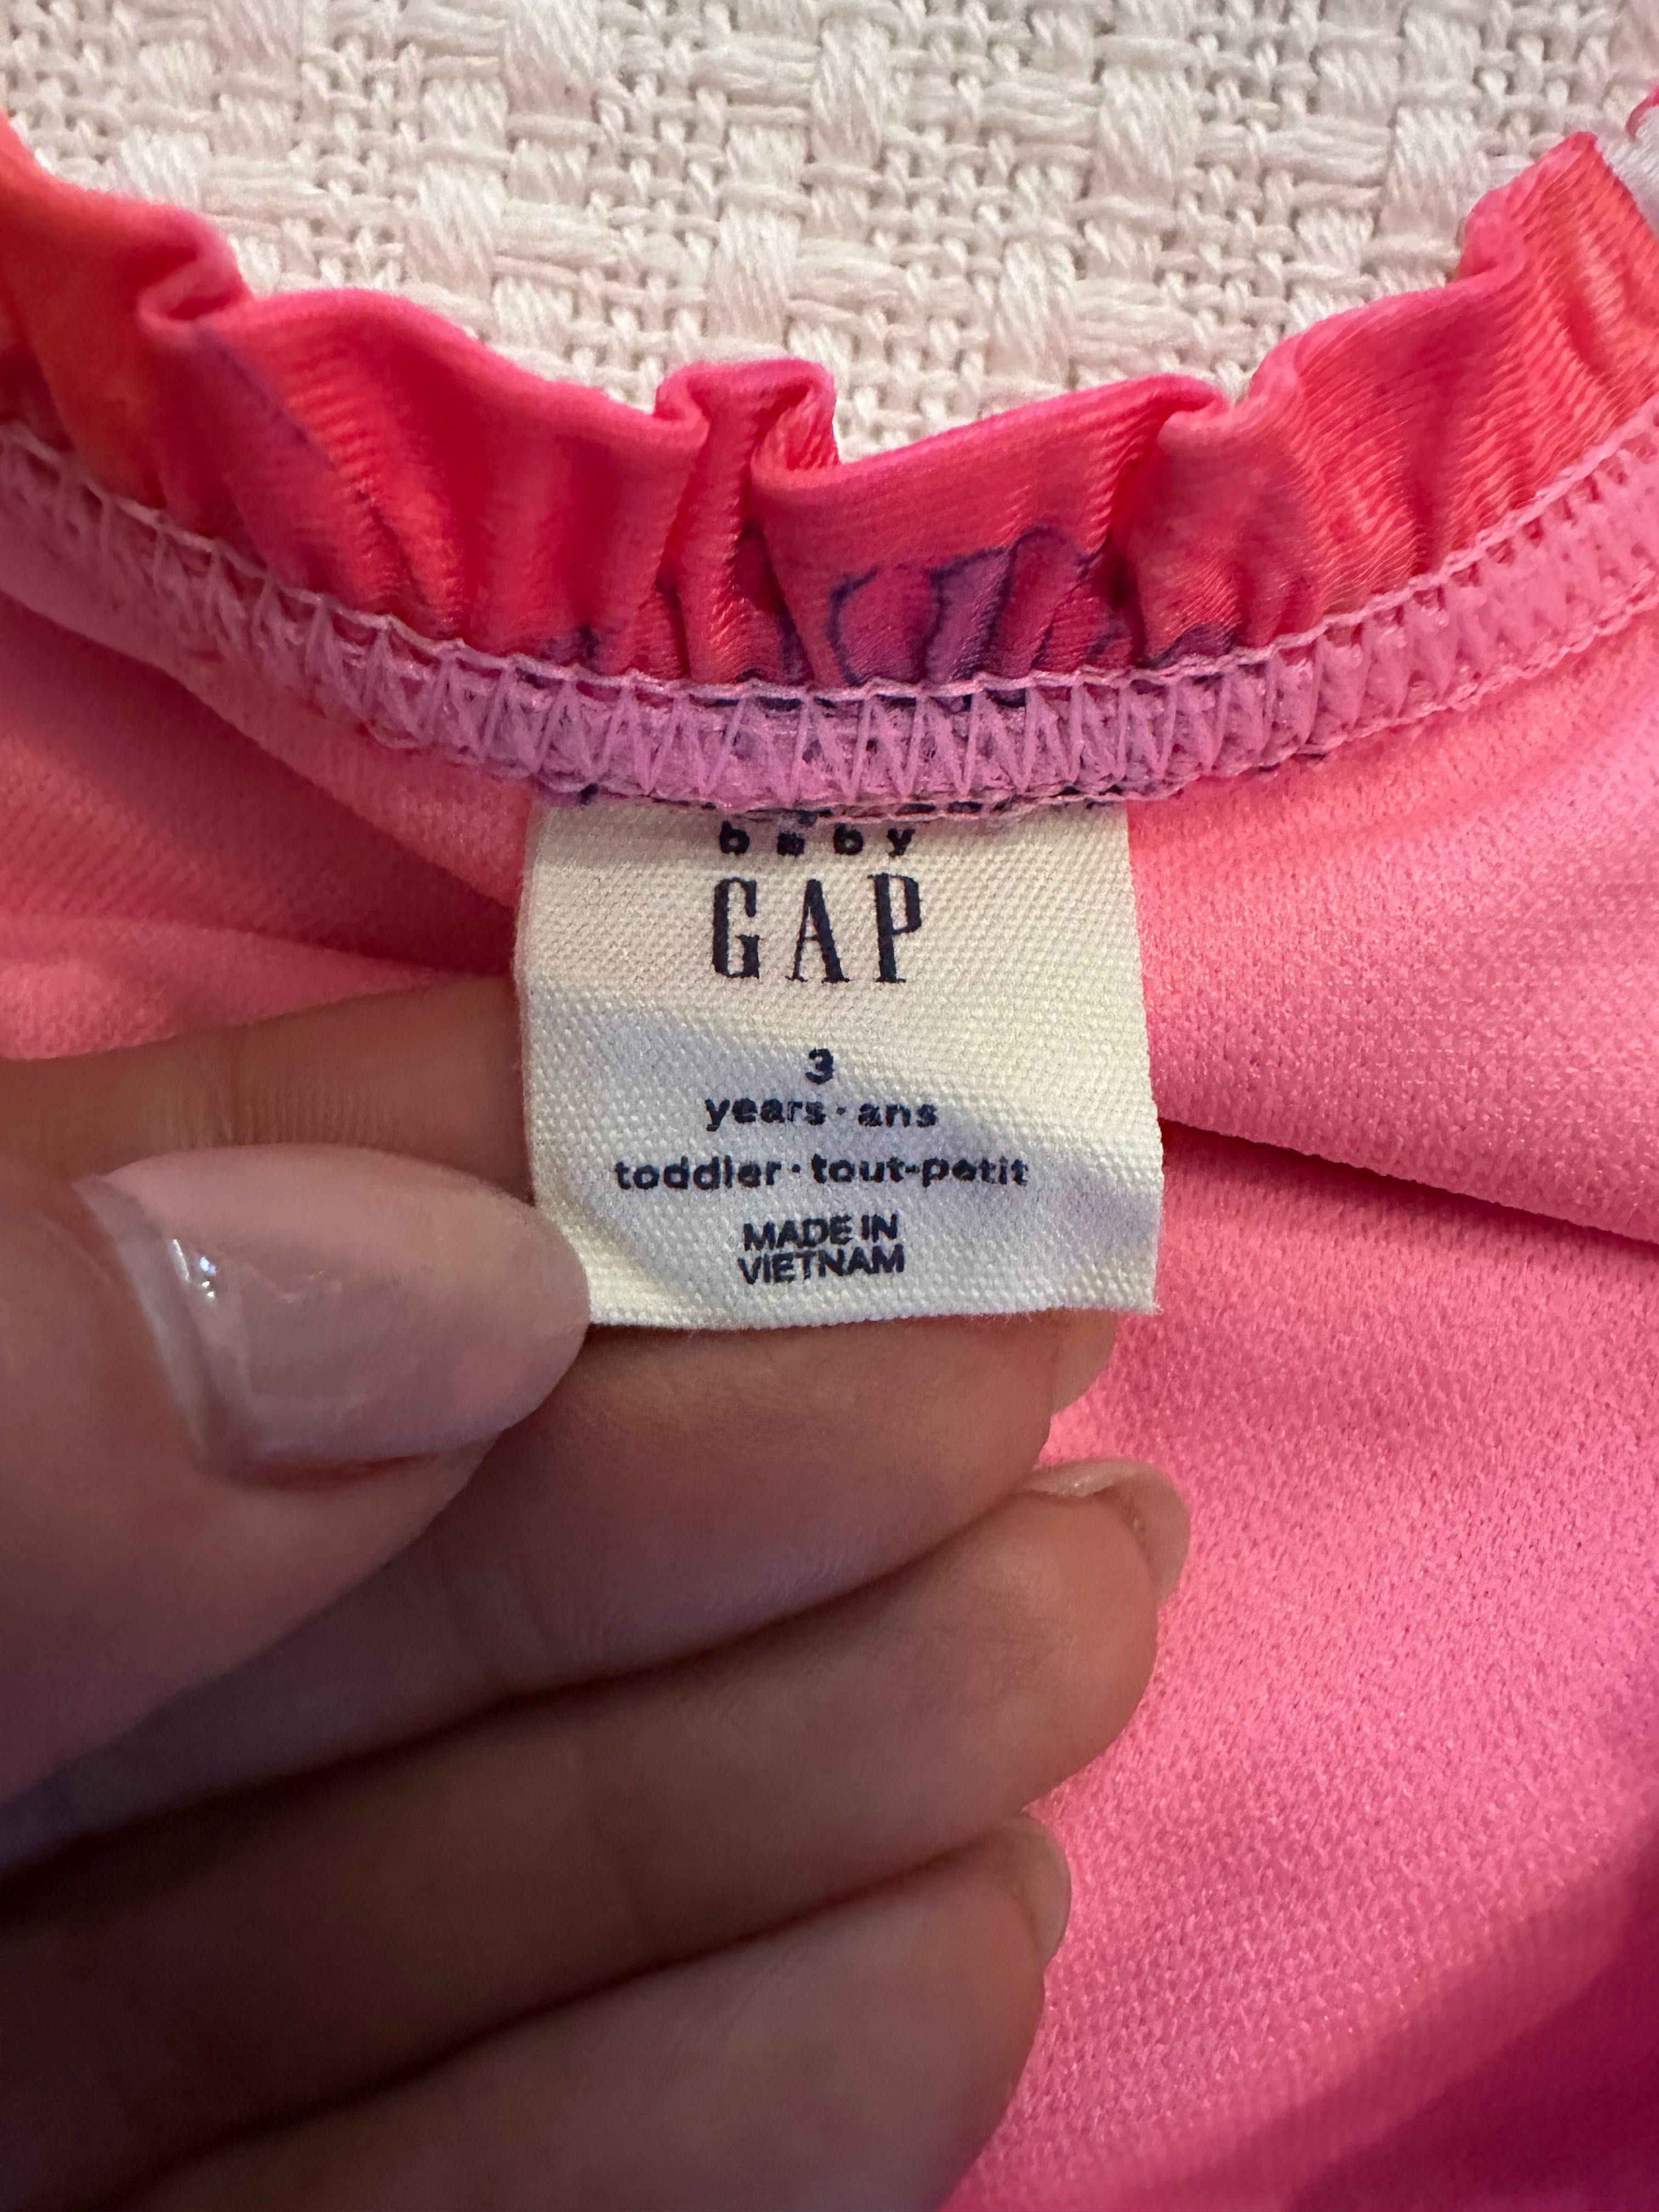 baby
GAP
3
years·ans
toddler·tout-petit
MADE IN
VIETNAM